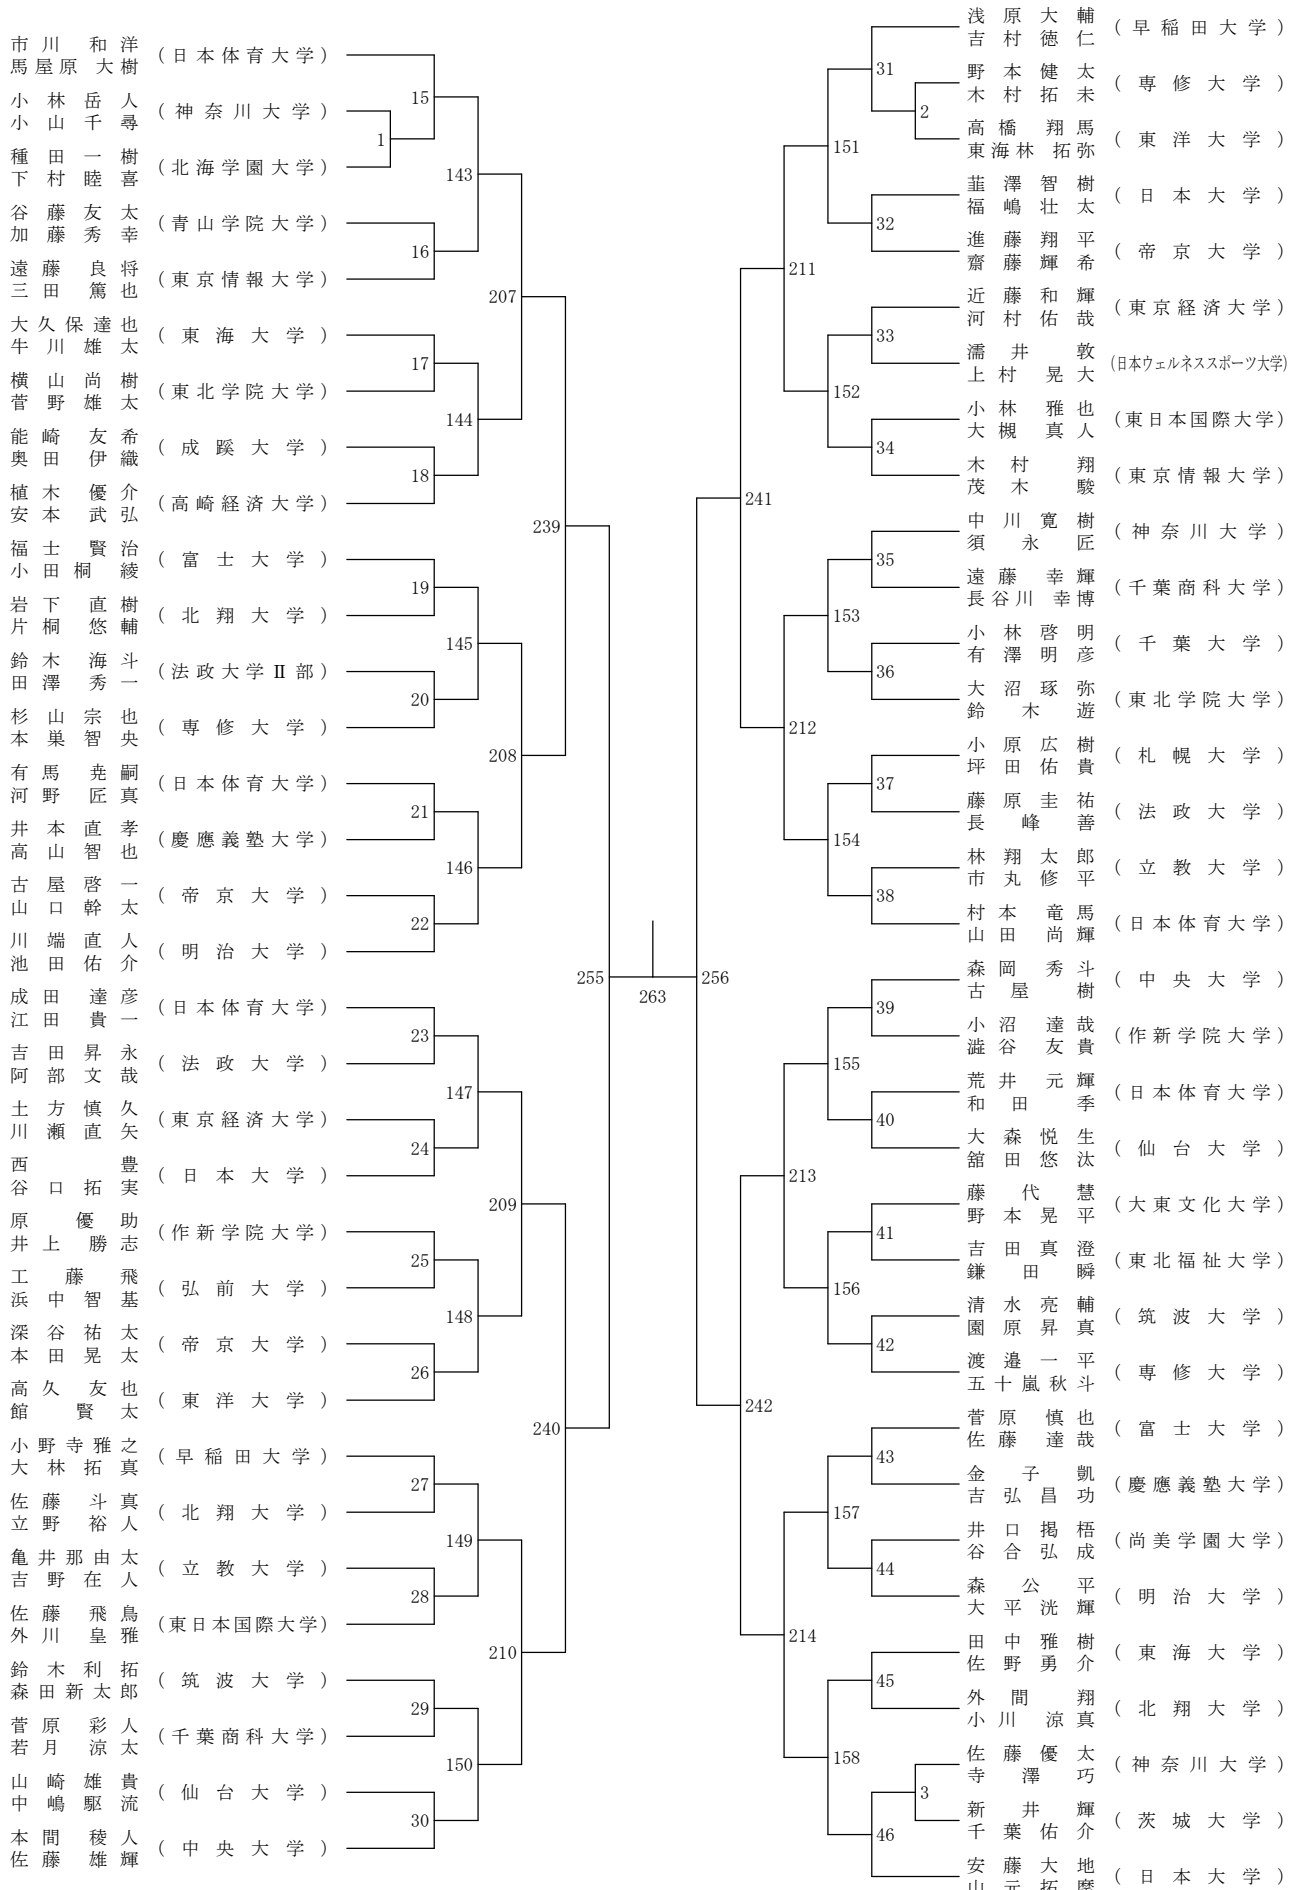 市川 和洋
馬屋原 大樹 (日本体育大学)
小林岳人
小山千尋 (神奈川大学)
種田一樹
下村睦喜 (北海学園大学)
谷藤友太
加藤秀幸 (青山学院大学)
遠藤良将
三田篤也 (東京情報大学)
大久保達也
牛川雄太 (東海大学)
横山尚樹
菅野雄太 (東北学院大学)
能崎友希
奥田伊織 (成蹊大学)
植木優介
安本武弘 (高崎経済大学)
福士賢治
小田桐綾 (富士大学)
岩下直樹
片桐悠輔 (北翔大学)
鈴木海斗
田澤秀一 (法政大学Ⅱ部)
杉山宗也
本巣智央 (専修大学)
有馬尭嗣
河野匠真 (日本体育大学)
井本直孝
高山智也 (慶應義塾大学)
古屋啓一
山口幹太 (帝京大学)
川端直人
池田佑介 (明治大学)
成田達彦
江田貴一 (日本体育大学)
吉田昇永
阿部文哉 (法政大学)
土方慎久
川瀬直矢 (東京経済大学)
西豊
谷口拓実 (日本大学)
原優助
井上勝志 (作新学院大学)
工藤飛
浜中智基 (弘前大学)
深谷祐太
本田晃太 (帝京大学)
高久友也
館賢太 (東洋大学)
小野寺雅之
大林拓真 (早稲田大学)
佐藤斗真
立野裕人 (北翔大学)
亀井那由太
吉野在人 (立教大学)
佐藤飛鳥
外川皇雅 (東日本国際大学)
鈴木利拓
森田新太郎 (筑波大学)
菅原彩人
若月涼太 (千葉商科大学)
山崎雄貴
中嶋駆流 (仙台大学)
本間稜人
佐藤雄輝 (中央大学)
1
15
16
17
18
19
20
21
22
23
24
25
26
27
28
29
30
143
144
145
146
147
148
149
150
207
208
209
210
239
240
255
263
256
241
242
211
212
213
214
151
152
153
154
155
156
157
158
31
32
33
34
35
36
37
38
39
40
41
42
43
44
45
46
2
3
浅原大輔
吉村徳仁 (早稲田大学)
野本健太
木村拓未 (専修大学)
高橋翔馬
東海林拓弥 (東洋大学)
韮澤智樹
福嶋壮太 (日本大学)
進藤翔平
齋藤輝希 (帝京大学)
近藤和輝
河村佑哉 (東京経済大学)
濡井敦
上村晃大 (日本ウェルネススポーツ大学)
小林雅也
大槻真人 (東日本国際大学)
木村翔
茂木駿 (東京情報大学)
中川寛樹
須永匠 (神奈川大学)
遠藤幸輝
長谷川幸博 (千葉商科大学)
小林啓明
有澤明彦 (千葉大学)
大沼琢弥
鈴木遊 (東北学院大学)
小原広樹
坪田佑貴 (札幌大学)
藤原圭祐
長峰善 (法政大学)
林翔太郎
市丸修平 (立教大学)
村本竜馬
山田尚輝 (日本体育大学)
森岡秀斗
古屋樹 (中央大学)
小沼達哉
澁谷友貴 (作新学院大学)
荒井元輝
和田季 (日本体育大学)
大森悦生
舘田悠汰 (仙台大学)
藤代慧
野本晃平 (大東文化大学)
吉田真澄
鎌田瞬 (東北福祉大学)
清水亮輔
園原昇真 (筑波大学)
渡邉一平
五十嵐秋斗 (専修大学)
菅原慎也
佐藤達哉 (富士大学)
金子凱
吉弘昌功 (慶應義塾大学)
井口掲梧
谷合弘成 (尚美学園大学)
森公平
大平洸輝 (明治大学)
田中雅樹
佐野勇介 (東海大学)
外間翔
小川涼真 (北翔大学)
佐藤優太
寺澤巧 (神奈川大学)
新井輝
千葉佑介 (茨城大学)
安藤大地
山元拓摩 (日本大学)